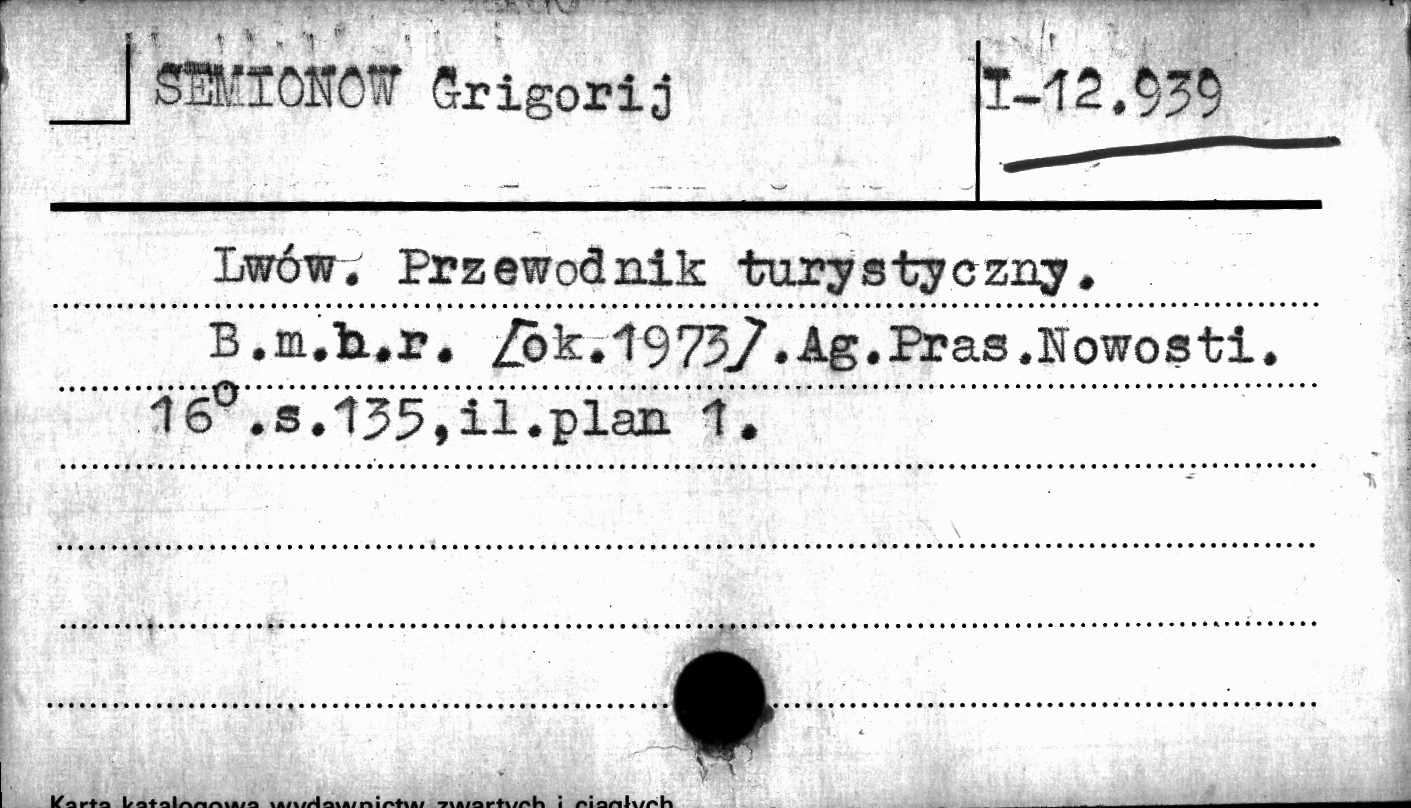 SEMIONOW Grigorij
I-12.939
Lwów. Przewodnik turystyczny.
B.m.b.r. [ok.1973].Ag.Pras.Nowosti.
16⁰.s.135,il.plan 1.
Karta katalogowa wydawnictw zwartych i ciągłych